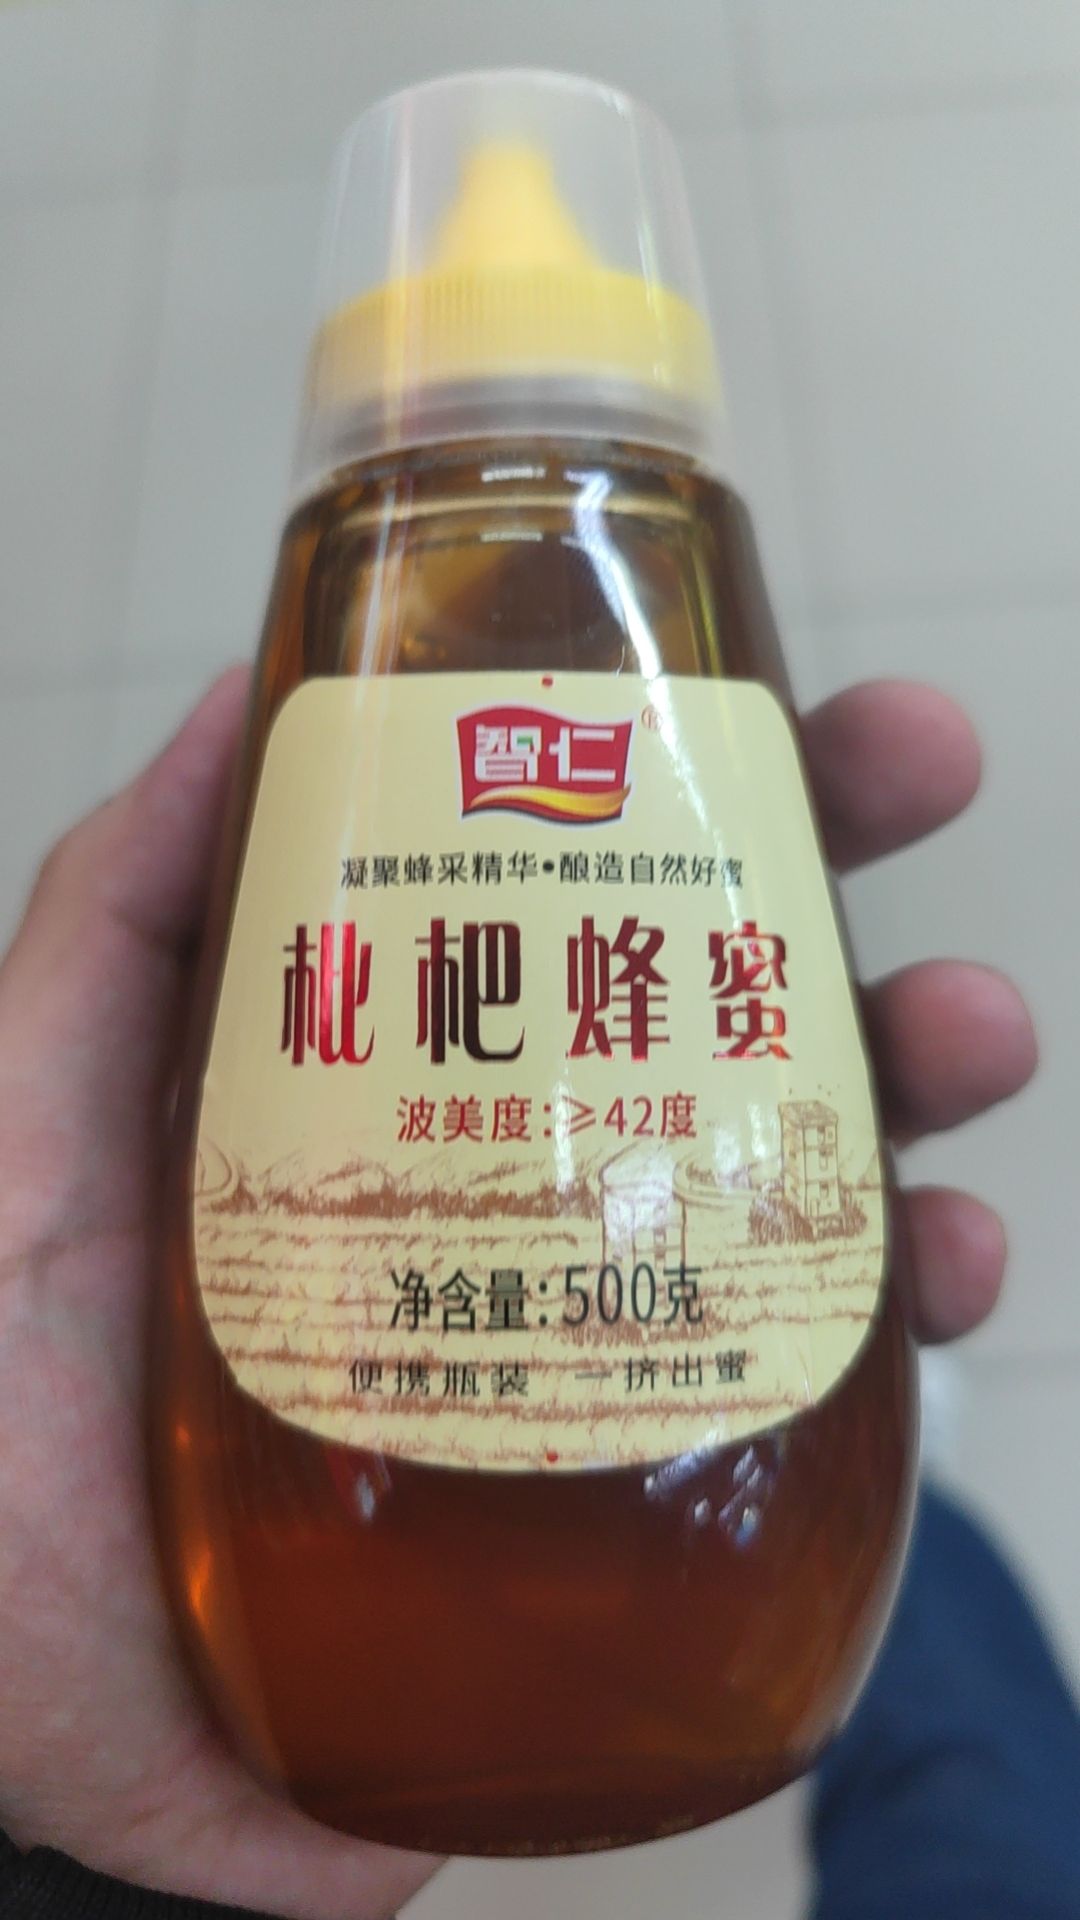 智仁®
凝聚蜂采精华•酿造自然好蜜
枇杷蜂蜜
波美度:≥42度
净含量:500克
便携瓶装 一挤出蜜